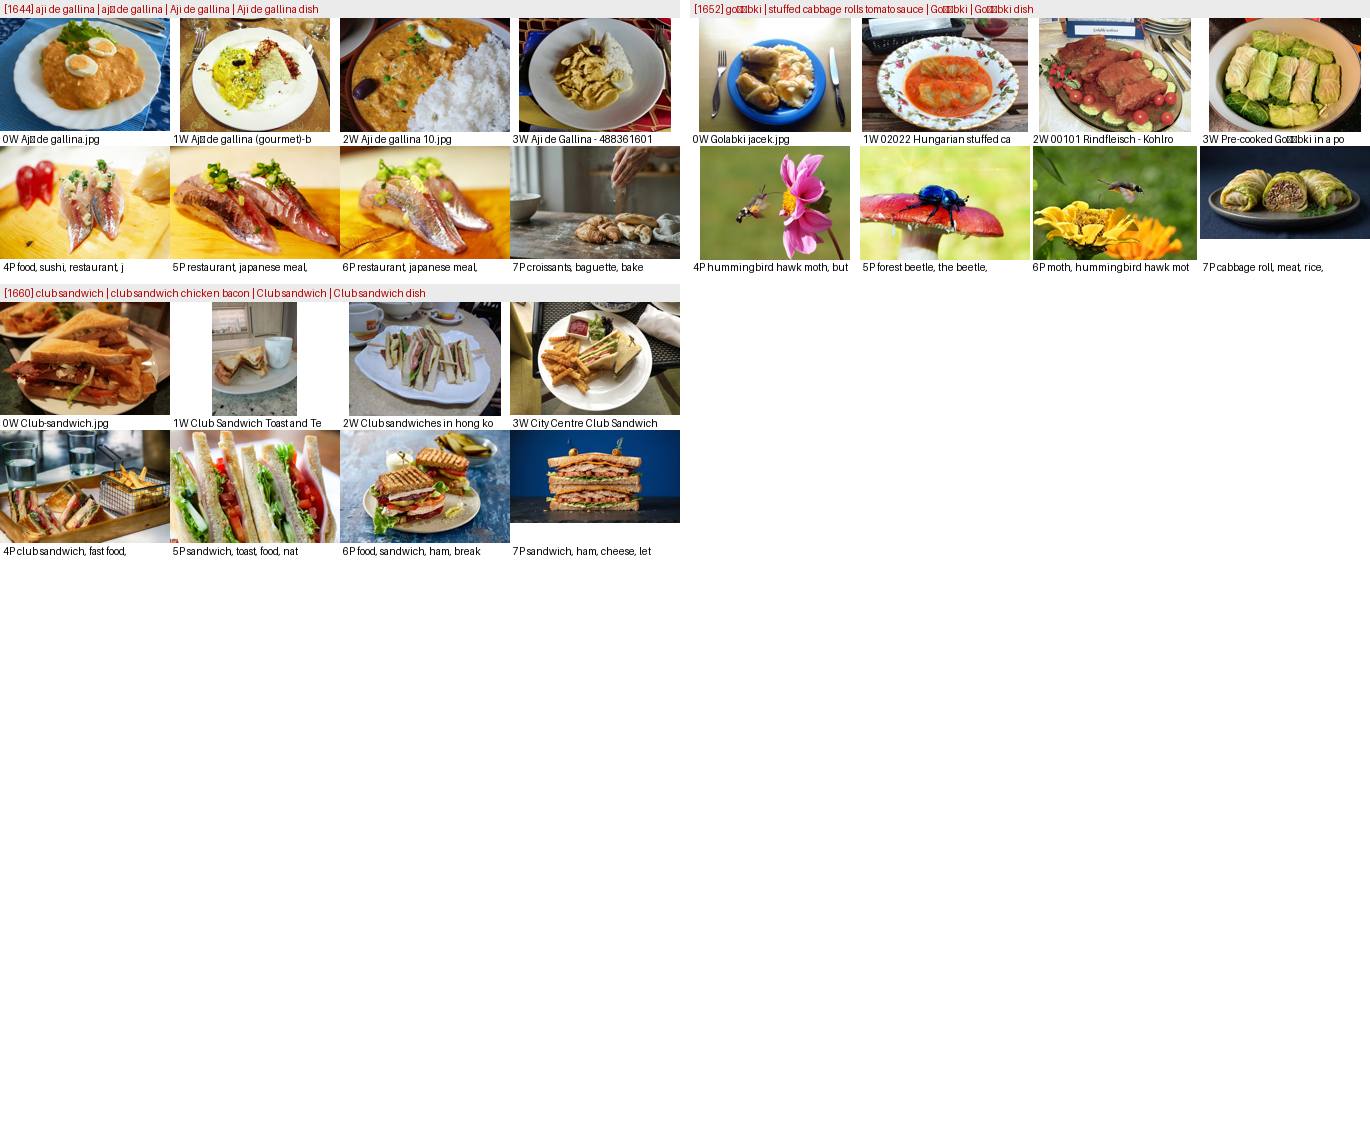 [1644] aji de gallina | aj□ de gallina | Aji de gallina | Aji de gallina dish
0W Aj□ de gallina.jpg
1W Aj□ de gallina (gourmet)-b
2W Aji de gallina 10.jpg
3W Aji de Gallina - 488361601
4P food, sushi, restaurant, j
5P restaurant, japanese meal,
6P restaurant, japanese meal,
7P croissants, baguette, bake
[1652] go□□bki | stuffed cabbage rolls tomato sauce | Go□□bki | Go□□bki dish
0W Golabki jacek.jpg
1W 02022 Hungarian stuffed ca
2W 00101 Rindfleisch - Kohlro
3W Pre-cooked Go□□bki in a po
4P hummingbird hawk moth, but
5P forest beetle, the beetle,
6P moth, hummingbird hawk mot
7P cabbage roll, meat, rice,
[1660] club sandwich | club sandwich chicken bacon | Club sandwich | Club sandwich dish
0W Club-sandwich.jpg
1W Club Sandwich Toast and Te
2W Club sandwiches in hong ko
3W City Centre Club Sandwich
4P club sandwich, fast food,
5P sandwich, toast, food, nat
6P food, sandwich, ham, break
7P sandwich, ham, cheese, let